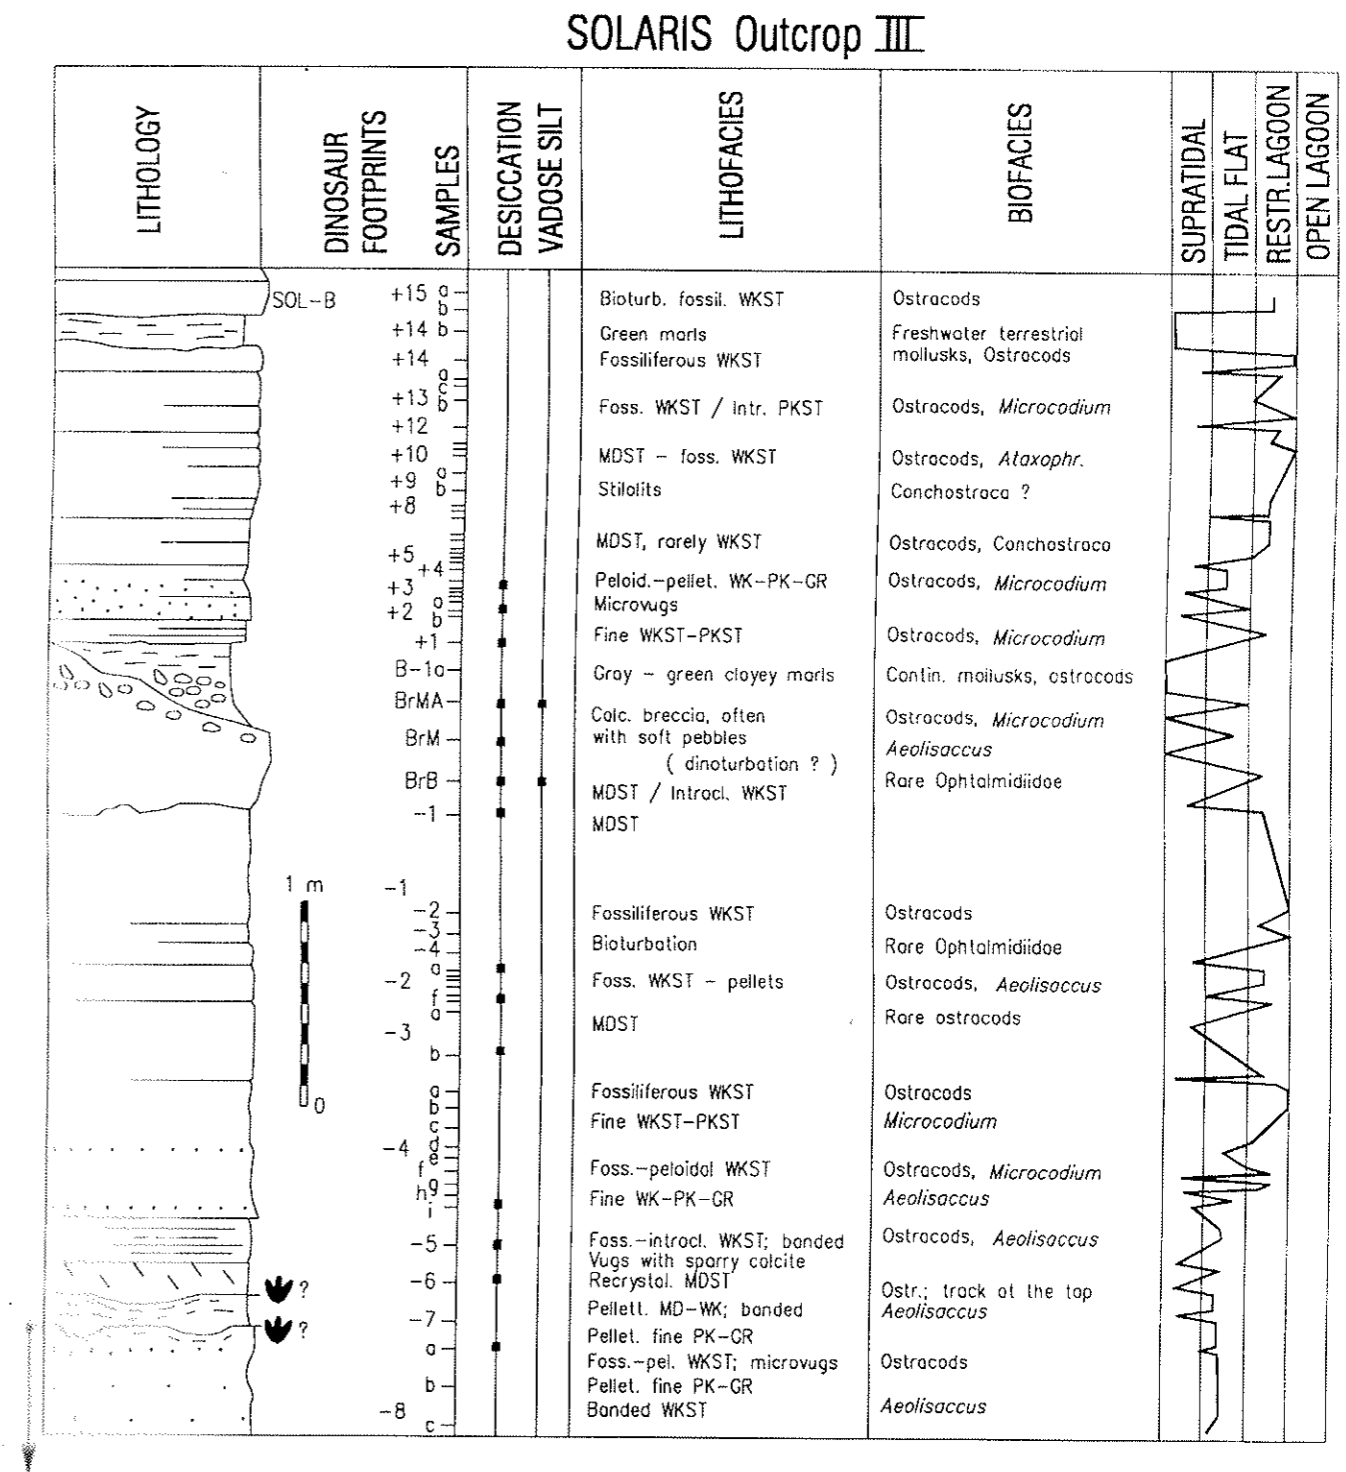 SOLARIS Outcrop III
LITHOLOGY
DINOSAUR
FOOTPRINTS
SAMPLES
DESICCATION
VADOSE SILT
LITHOFACIES
BIOFACIES
SUPRATIDAL
TIDAL FLAT
RESTR.LAGOON
OPEN LAGOON
SOL-B +15 a Bioturb. fossil. WKST Ostracods
b
+14 b Green marls Freshwater terrestrial
+14 Fossiliferous WKST mollusks, Ostracods
a
c
+13 b Foss. WKST / Intr. PKST Ostracods, Microcodium
+12
+10 MDST - foss. WKST Ostracods, Ataxophr.
a
+9 b Stilolits Conchostraca ?
+8
+5 MDST, rarely WKST Ostracods, Conchostraca
+4
+3 Peloid.-pellet. WK-PK-GR Ostracods, Microcodium
a Microvugs
+2 b
+1 Fine WKST-PKST Ostracods, Microcodium
B-1a Gray - green clayey marls Contin. mollusks, ostracods
BrMA Calc. breccia, often Ostracods, Microcodium
BrM with soft pebbles Aeolisaccus
( dinoturbation ? )
BrB MDST / Intracl. WKST Rare Ophtalmidiidae
-1 MDST
1 m -1
-2 Fossiliferous WKST Ostracods
-3
-4 Bioturbation Rare Ophtalmidiidae
a
-2 Foss. WKST - pellets Ostracods, Aeolisaccus
f
a MDST Rare ostracods
-3
b
a Fossiliferous WKST Ostracods
0 b
c Fine WKST-PKST Microcodium
-4 d
e
f Foss.-peloidal WKST Ostracods, Microcodium
g
h Fine WK-PK-GR Aeolisaccus
i
-5 Foss.-intracl. WKST; banded Ostracods, Aeolisaccus
Vugs with sparry calcite
? -6 Recrystal. MDST Ostr.; track at the top
-7 Pellett. MD-WK; banded Aeolisaccus
? Pellet. fine PK-GR
a Foss.-pel. WKST; microvugs Ostracods
b Pellet. fine PK-GR
-8 Banded WKST Aeolisaccus
c